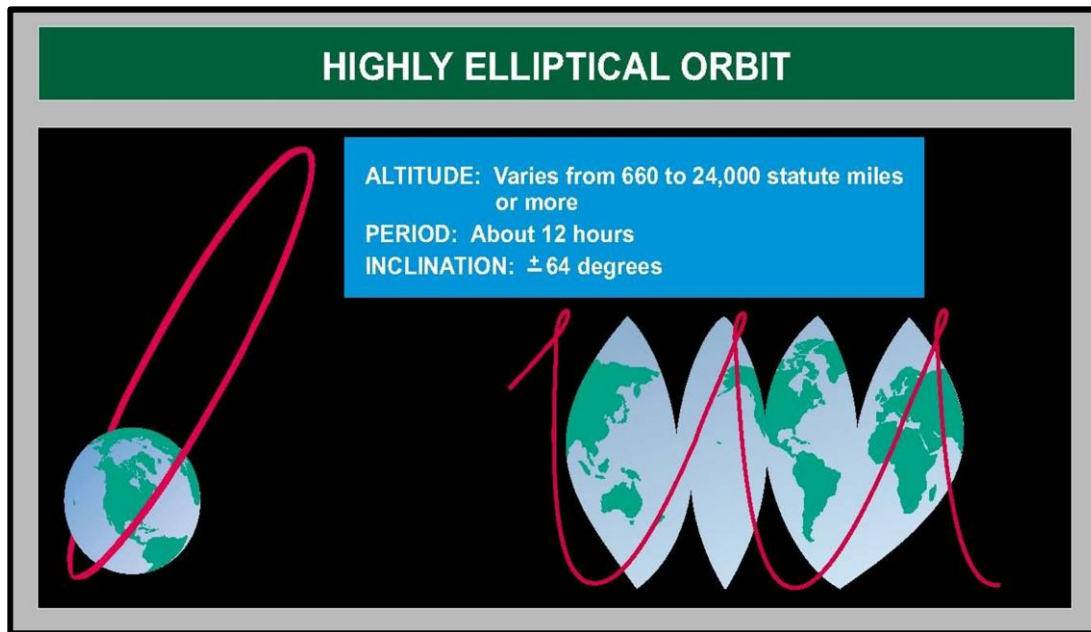 HIGHLY ELLIPTICAL ORBIT
ALTITUDE: Varies from 660 to 24,000 statute miles
or more
PERIOD: About 12 hours
INCLINATION: ± 64 degrees